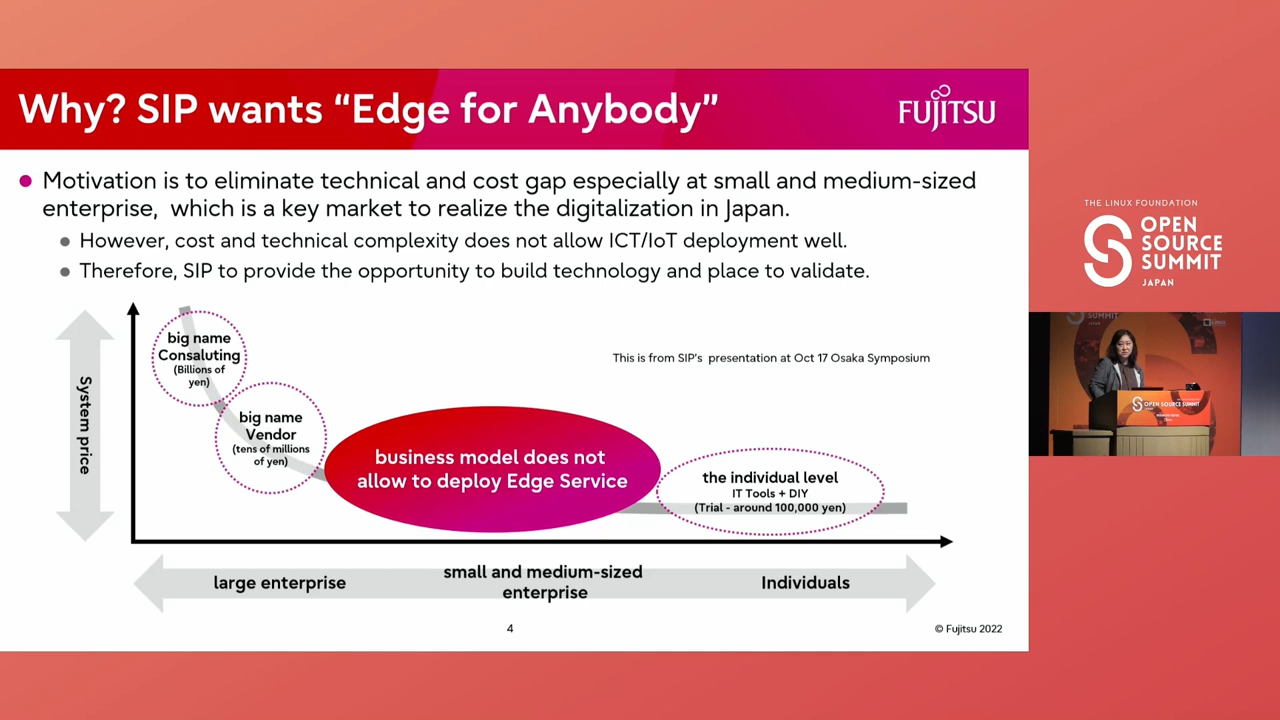 Why? SIP wants “Edge for Anybody”
FUJITSU
Motivation is to eliminate technical and cost gap especially at small and medium-sized
enterprise, which is a key market to realize the digitalization in Japan.
However, cost and technical complexity does not allow ICT/IoT deployment well.
Therefore, SIP to provide the opportunity to build technology and place to validate.
big name
Consaluting
(Billions of
yen)
This is from SIP's presentation at Oct 17 Osaka Symposium
System price
big name
Vendor
(tens of millions
of yen)
business model does not
allow to deploy Edge Service
the individual level
IT Tools + DIY
(Trial - around 100,000 yen)
large enterprise
small and medium-sized
enterprise
Individuals
4
© Fujitsu 2022
THE LINUX FOUNDATION
OPEN
SOURCE
SUMMIT
JAPAN
SUMMIT
OPEN SOURCE SUMMIT